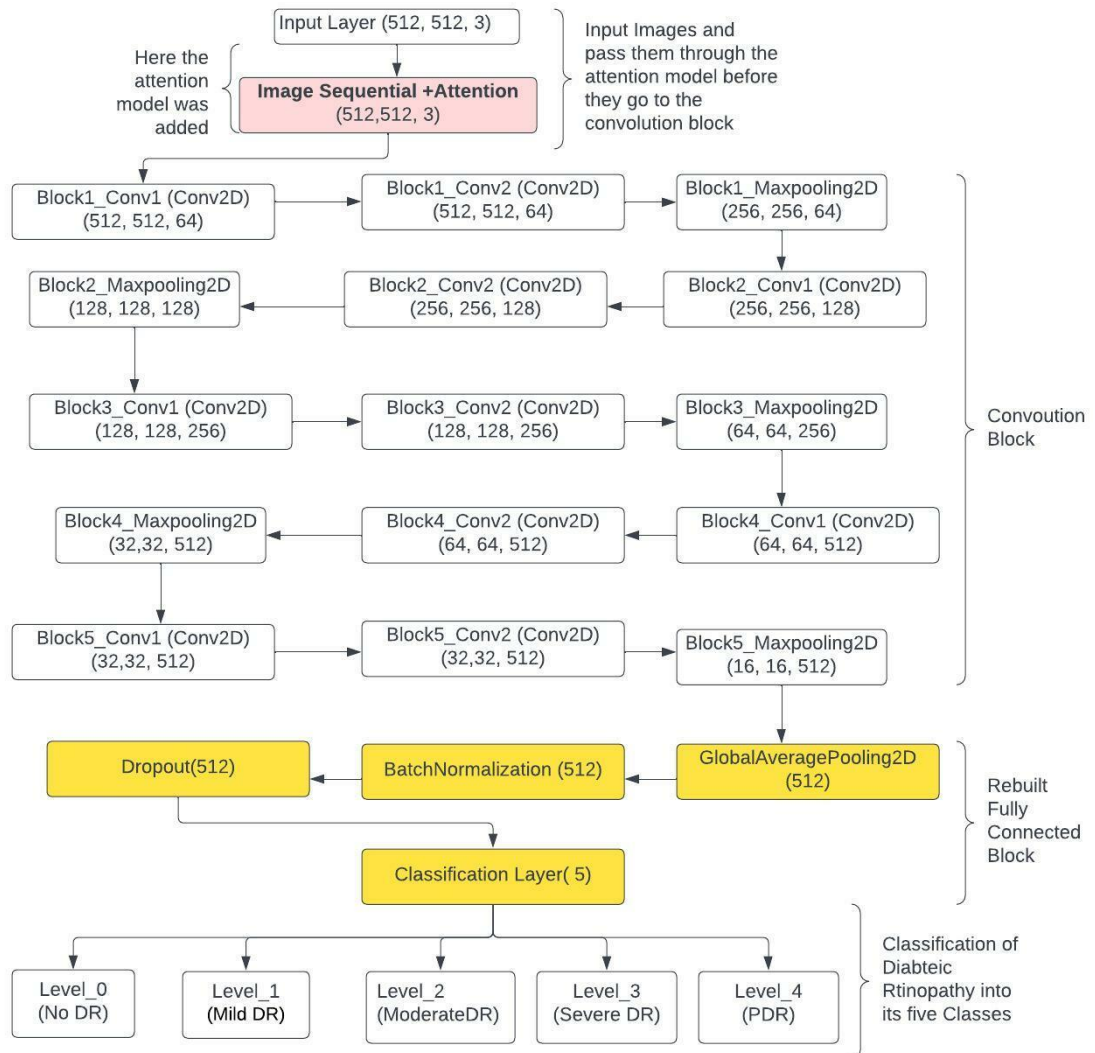 Input Layer (512, 512, 3)
Here the
attention
model was
added
Image Sequential +Attention
(512,512, 3)
Input Images and
pass them through the
attention model before
they go to the
convolution block
Block1_Conv1 (Conv2D)
(512, 512, 64)
Block1_Conv2 (Conv2D)
(512, 512, 64)
Block1_Maxpooling2D
(256, 256, 64)
Block2_Maxpooling2D
(128, 128, 128)
Block2_Conv2 (Conv2D)
(256, 256, 128)
Block2_Conv1 (Conv2D)
(256, 256, 128)
Block3_Conv1 (Conv2D)
(128, 128, 256)
Block3_Conv2 (Conv2D)
(128, 128, 256)
Block3_Maxpooling2D
(64, 64, 256)
Convoution
Block
Block4_Maxpooling2D
(32,32, 512)
Block4_Conv2 (Conv2D)
(64, 64, 512)
Block4_Conv1 (Conv2D)
(64, 64, 512)
Block5_Conv1 (Conv2D)
(32,32, 512)
Block5_Conv2 (Conv2D)
(32,32, 512)
Block5_Maxpooling2D
(16, 16, 512)
Dropout(512)
BatchNormalization (512)
GlobalAveragePooling2D
(512)
Rebuilt
Fully
Connected
Block
Classification Layer( 5)
Level_0
(No DR)
Level_1
(Mild DR)
Level_2
(ModerateDR)
Level_3
(Severe DR)
Level_4
(PDR)
Classification of
Diabteic
Rtinopathy into
its five Classes